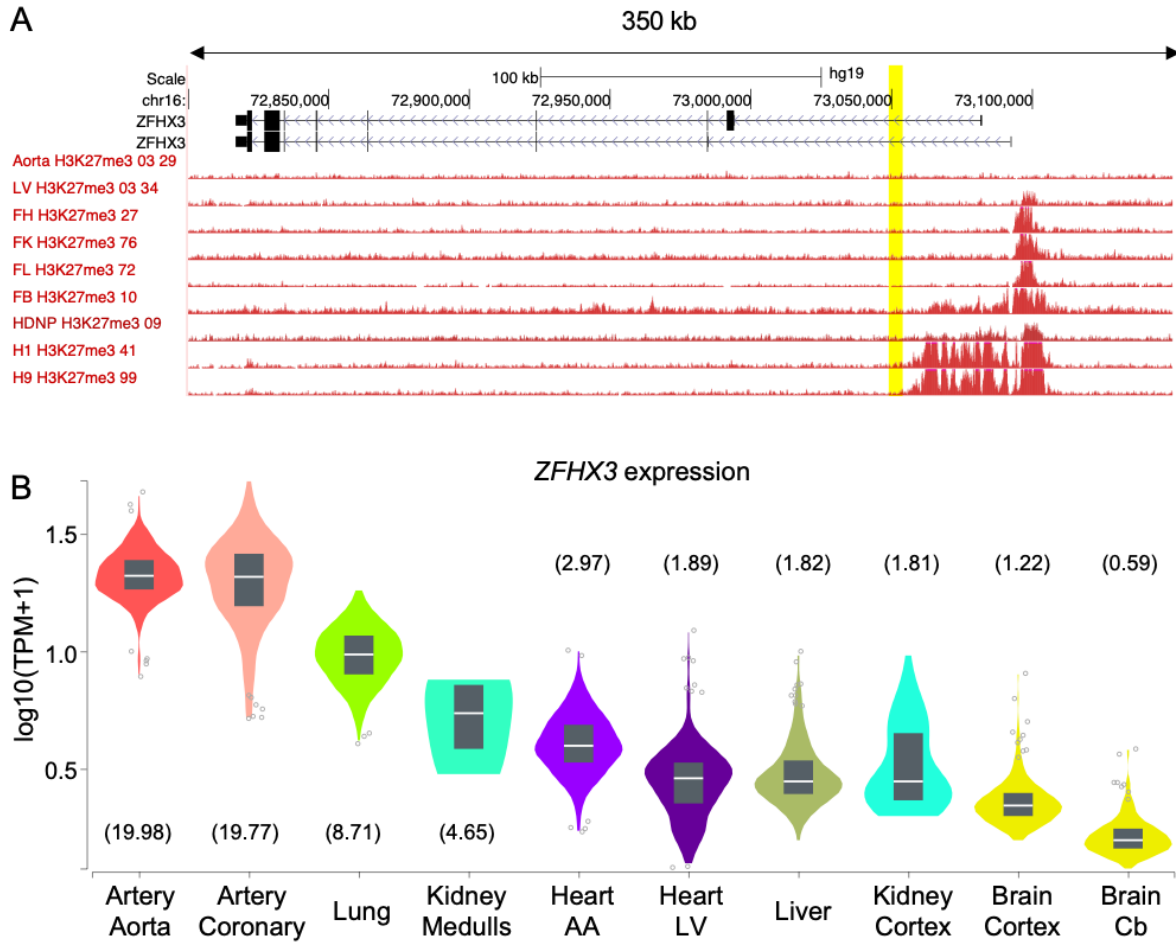 A
350 kb
Scale
100 kb
hg19
chr16:
72,850,000
72,900,000
72,950,000
73,000,000
73,050,000
73,100,000
ZFHX3
ZFHX3
Aorta H3K27me3 03 29
LV H3K27me3 03 34
FH H3K27me3 27
FK H3K27me3 76
FL H3K27me3 72
FB H3K27me3 10
HDNP H3K27me3 09
H1 H3K27me3 41
H9 H3K27me3 99
B
ZFHX3 expression
log10(TPM+1)
1.5
1.0
0.5
(2.97)
(1.89)
(1.82)
(1.81)
(1.22)
(0.59)
(19.98)
(19.77)
(8.71)
(4.65)
Artery
Aorta
Artery
Coronary
Lung
Kidney
Medulls
Heart
AA
Heart
LV
Liver
Kidney
Cortex
Brain
Cortex
Brain
Cb